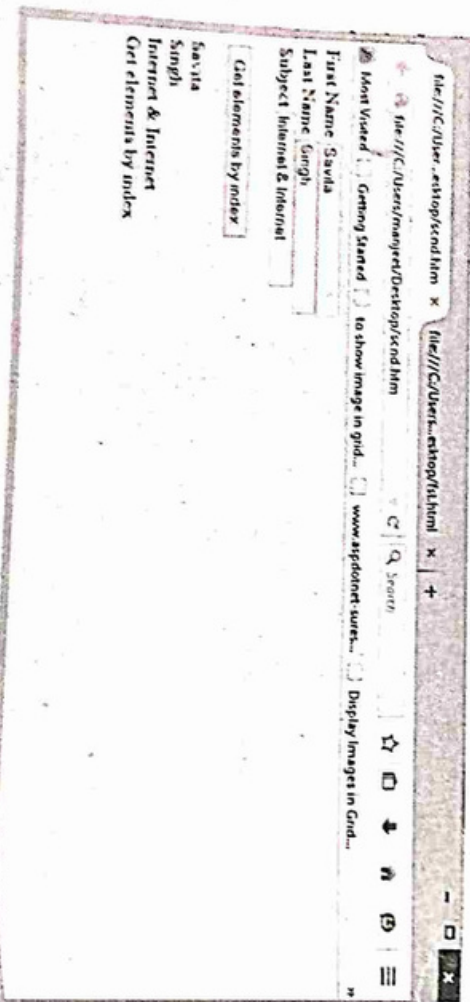 file:///C:/User...esktop/scnd.htm × file:///C:/Users...esktop/fst.html × +
file:///C:/Users/manjeet/Desktop/scnd.htm Search
Most Visited Getting Started to show image in grid... www.aspdotnet-sures... Display Images in Grid... »
First Name Savita
Last Name Singh
Subject Internet & Internet
Get elements by index
Savita
Singh
Internet & Internet
Get elements by index